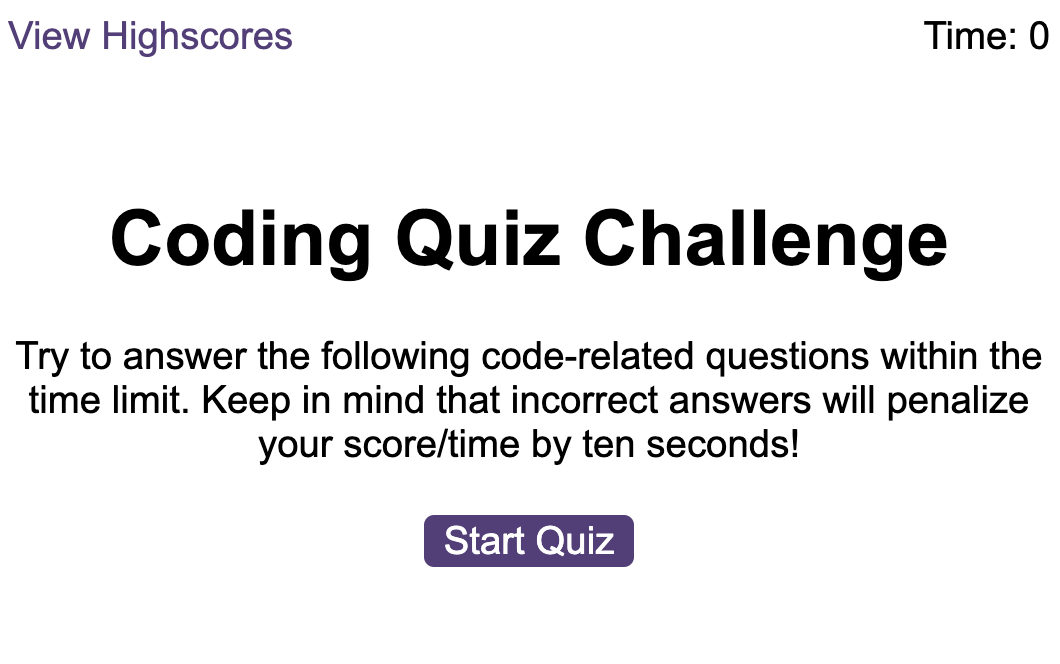 View Highscores
Time: 0
Coding Quiz Challenge
Try to answer the following code-related questions within the
time limit. Keep in mind that incorrect answers will penalize
your score/time by ten seconds!
Start Quiz